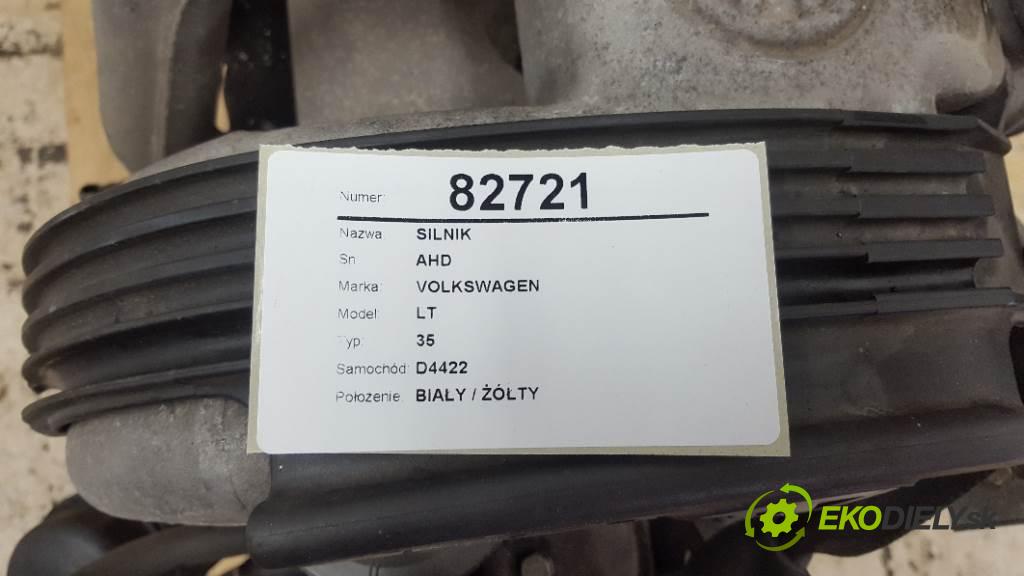 Numer: 82721
Nazwa: SILNIK
Sn AHD
Marka: VOLKSWAGEN
Model: LT
Typ: 35
Samochód: D4422
Położenie: BIAŁY / ŻÓŁTY
EKODIELY.sk